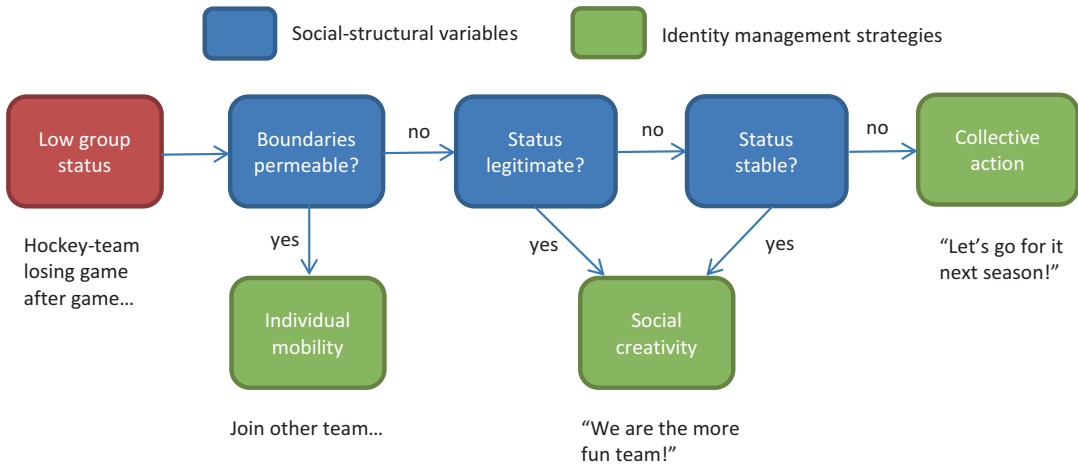 Social-structural variables
Identity management strategies
Low group
status
Boundaries
permeable?
no
Status
legitimate?
no
Status
stable?
no
Collective
action
Hockey-team
losing game
after game…
yes
yes
yes
“Let’s go for it
next season!”
Individual
mobility
Social
creativity
Join other team…
“We are the more
fun team!”